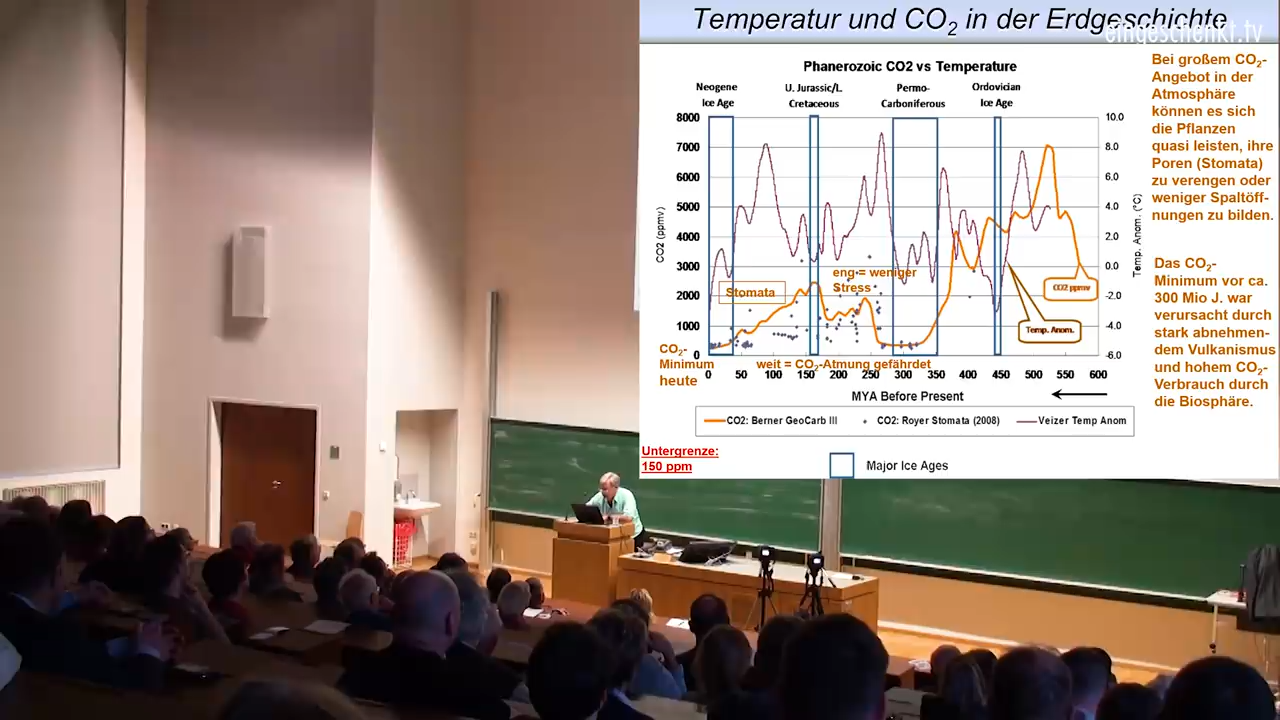 Temperatur und CO2 in der Erdgeschichte
eingeschenkt.tv
Phanerozoic CO2 vs Temperature
Neogene
Ice Age
U. Jurassic/L.
Cretaceous
Permo-
Carboniferous
Ordovician
Ice Age
8000
7000
6000
5000
4000
3000
2000
1000
0
CO2 (ppmv)
10.0
8.0
6.0
4.0
2.0
0.0
-2.0
-4.0
-6.0
Temp. Anom. (°C)
Stomata
eng = weniger
Stress
CO2 ppmv
Temp. Anom.
CO2-
Minimum
heute
weit = CO2-Atmung gefährdet
0 50 100 150 200 250 300 350 400 450 500 550 600
MYA Before Present
CO2: Berner GeoCarb III
CO2: Royer Stomata (2008)
Veizer Temp Anom
Untergrenze:
150 ppm
Major Ice Ages
Bei großem CO2-
Angebot in der
Atmosphäre
können es sich
die Pflanzen
quasi leisten, ihre
Poren (Stomata)
zu verengen oder
weniger Spaltöff-
nungen zu bilden.
Das CO2-
Minimum vor ca.
300 Mio J. war
verursacht durch
stark abnehmen-
dem Vulkanismus
und hohem CO2-
Verbrauch durch
die Biosphäre.